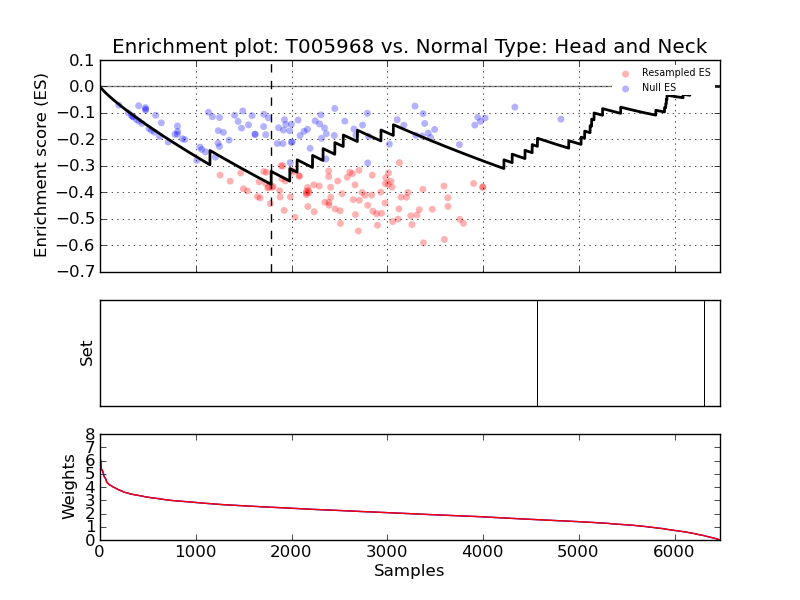 Enrichment plot: T005968 vs. Normal Type: Head and Neck
Enrichment score (ES)
0.1
0.0
−0.1
−0.2
−0.3
−0.4
−0.5
−0.6
−0.7
Resampled ES
Null ES
Set
Weights
8
7
6
5
4
3
2
1
0
0 1000 2000 3000 4000 5000 6000
Samples